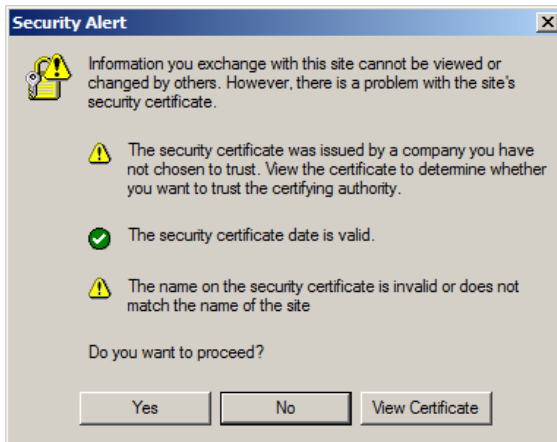 Security Alert
Information you exchange with this site cannot be viewed or
changed by others. However, there is a problem with the site's
security certificate.
The security certificate was issued by a company you have
not chosen to trust. View the certificate to determine whether
you want to trust the certifying authority.
The security certificate date is valid.
The name on the security certificate is invalid or does not
match the name of the site
Do you want to proceed?
Yes No View Certificate